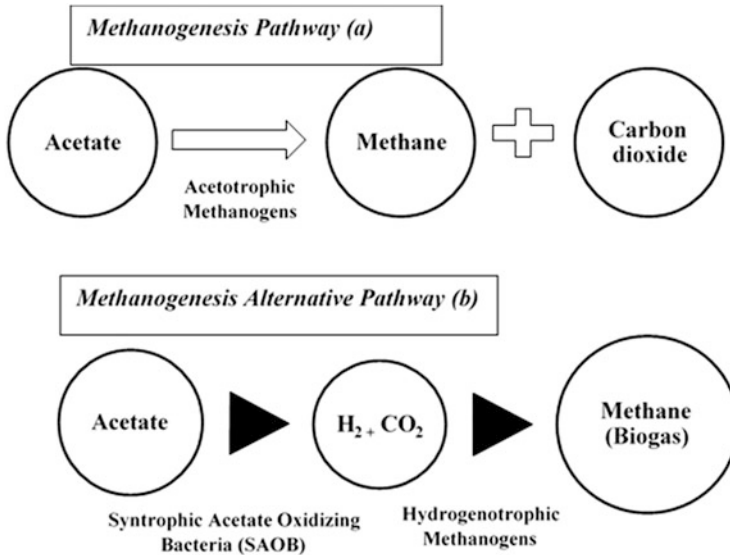 Methanogenesis Pathway (a)
Acetate
Methane
Carbon
dioxide
Acetotrophic
Methanogens
Methanogenesis Alternative Pathway (b)
Acetate
H₂ + CO₂
Methane
(Biogas)
Syntrophic Acetate Oxidizing
Bacteria (SAOB)
Hydrogenotrophic
Methanogens